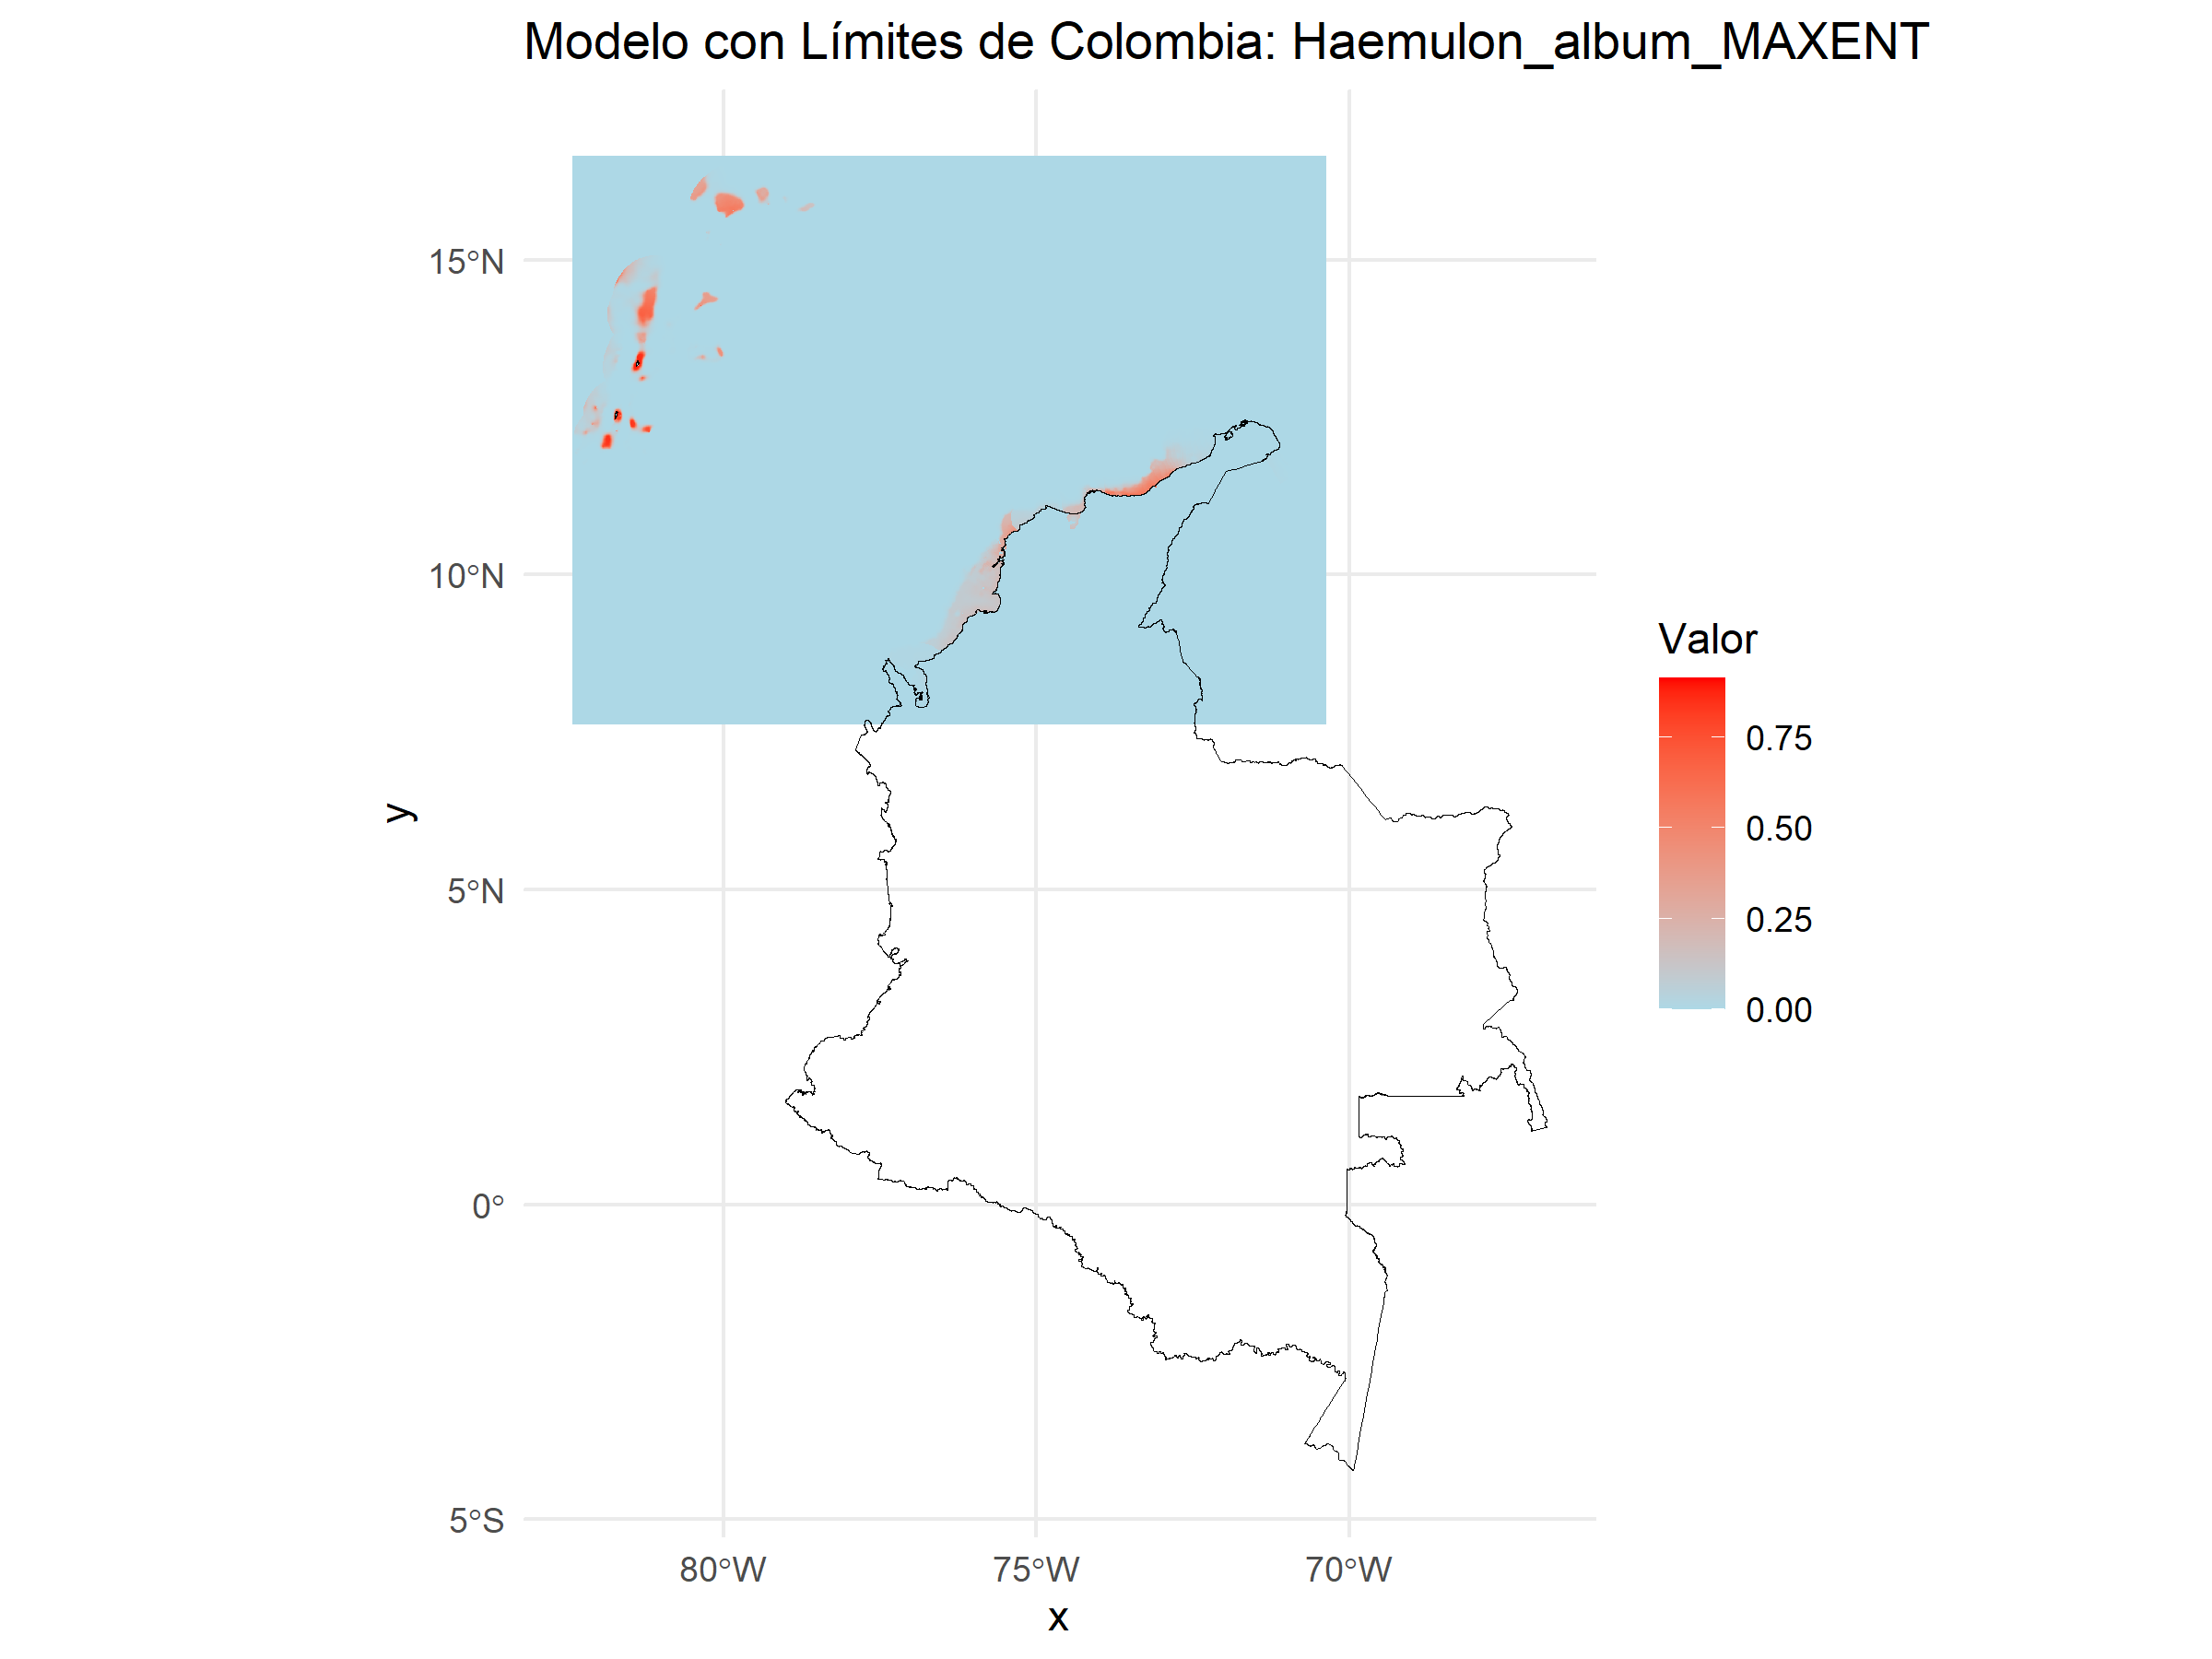 Modelo con Límites de Colombia: Haemulon_album_MAXENT
15°N
10°N
5°N
0°
5°S
y
80°W 75°W 70°W
x
Valor
0.75
0.50
0.25
0.00